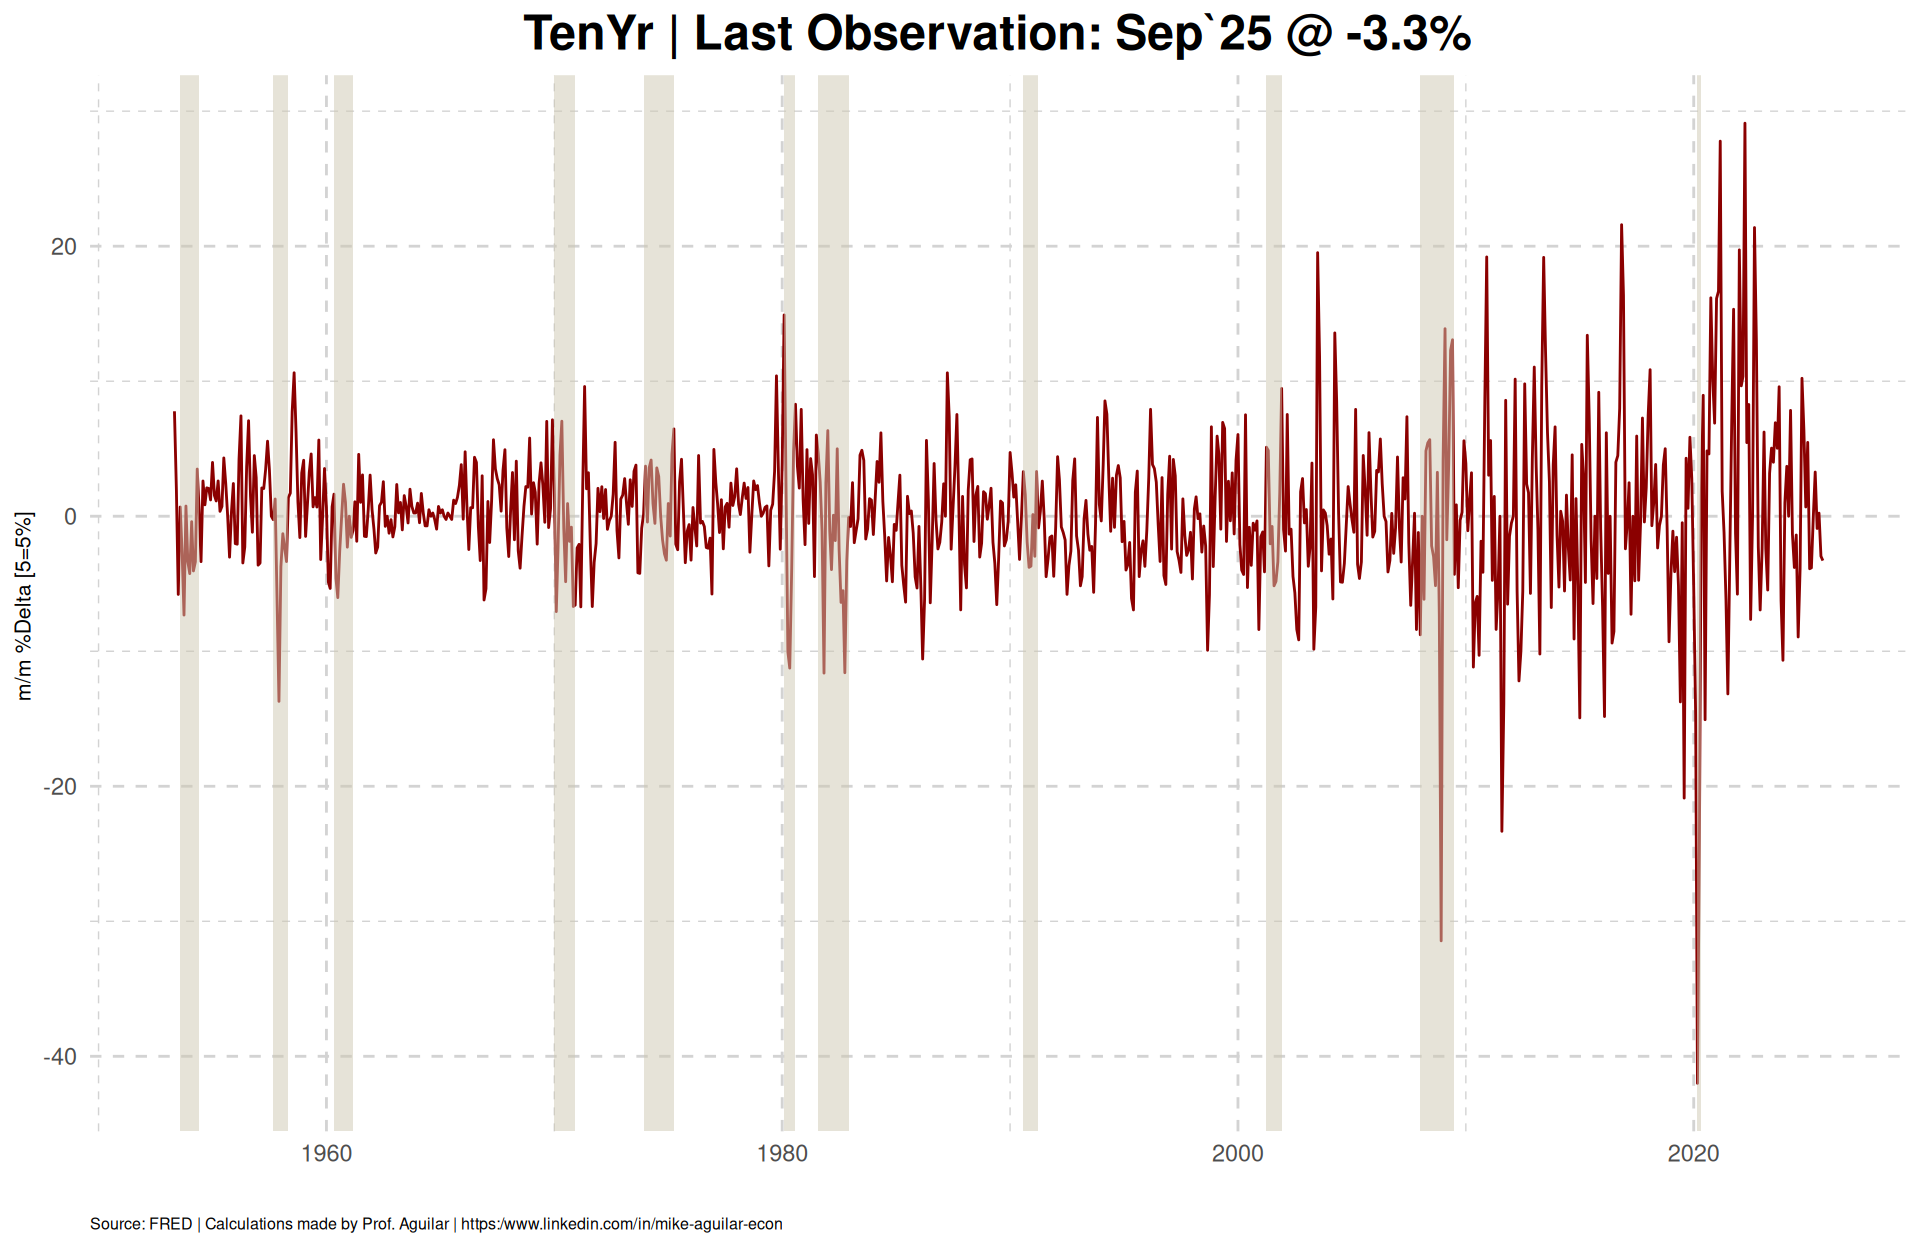 TenYr | Last Observation: Sep`25 @ -3.3%
m/m %Delta [5=5%]
20
0
-20
-40
1960
1980
2000
2020
Source: FRED | Calculations made by Prof. Aguilar | https:/www.linkedin.com/in/mike-aguilar-econ